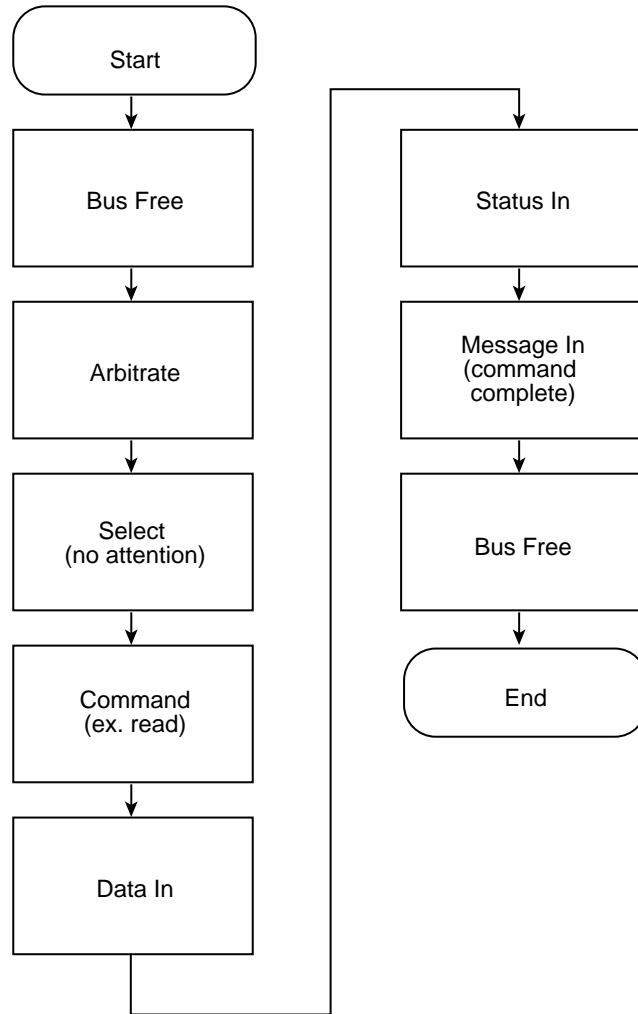 Start
Bus Free
Arbitrate
Select
(no attention)
Command
(ex. read)
Data In
Status In
Message In
(command
complete)
Bus Free
End